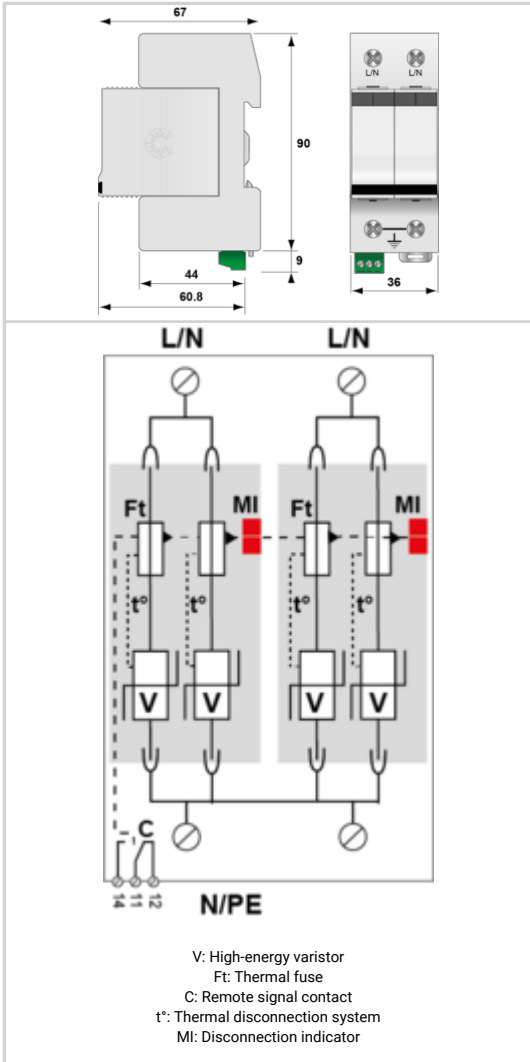 67
L/N L/N
90
9
44
60.8
36
L/N L/N
Ft MI Ft MI
t° t° t° t°
V V V V
C
14 11 12
N/PE
V: High-energy varistor
Ft: Thermal fuse
C: Remote signal contact
t°: Thermal disconnection system
MI: Disconnection indicator